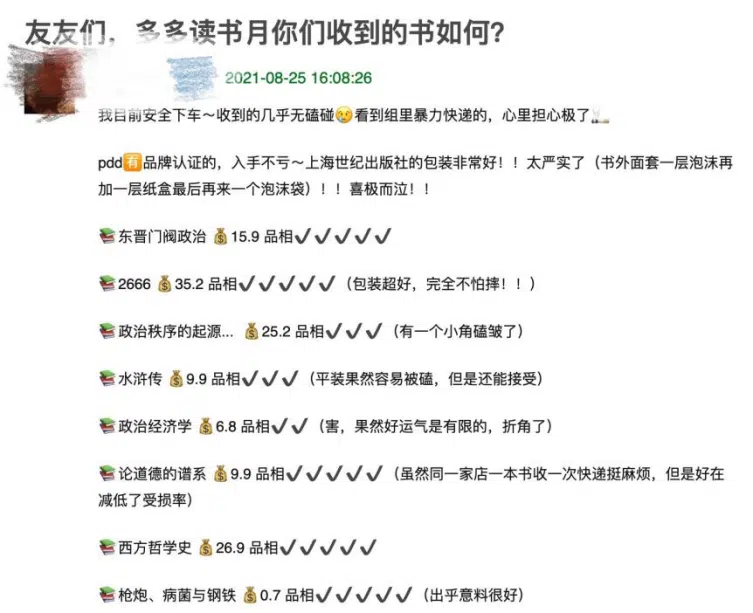 友友们，多多读书月你们收到的书如何？
2021-08-25 16:08:26
我目前安全下车～收到的几乎无磕碰😢看到组里暴力快递的，心里担心极了🚬
pdd🈶品牌认证的，入手不亏～上海世纪出版社的包装非常好！！太严实了（书外面套一层泡沫再
加一层纸盒最后再来一个泡沫袋）！！喜极而泣！！
📚东晋门阀政治 💰15.9 品相✔✔✔✔✔
📚2666 💰35.2 品相✔✔✔✔✔（包装超好，完全不怕摔！！）
📚政治秩序的起源... 💰25.2 品相✔✔✔（有一个小角磕皱了）
📚水浒传 💰9.9 品相✔✔✔（平装果然容易被磕，但是还能接受）
📚政治经济学 💰6.8 品相✔✔（害，果然好运气是有限的，折角了）
📚论道德的谱系 💰9.9 品相✔✔✔✔✔（虽然同一家店一本书收一次快递挺麻烦，但是好在
减低了受损率）
📚西方哲学史 💰26.9 品相✔✔✔✔✔
📚枪炮、病菌与钢铁 💰0.7 品相✔✔✔✔✔（出乎意料很好）